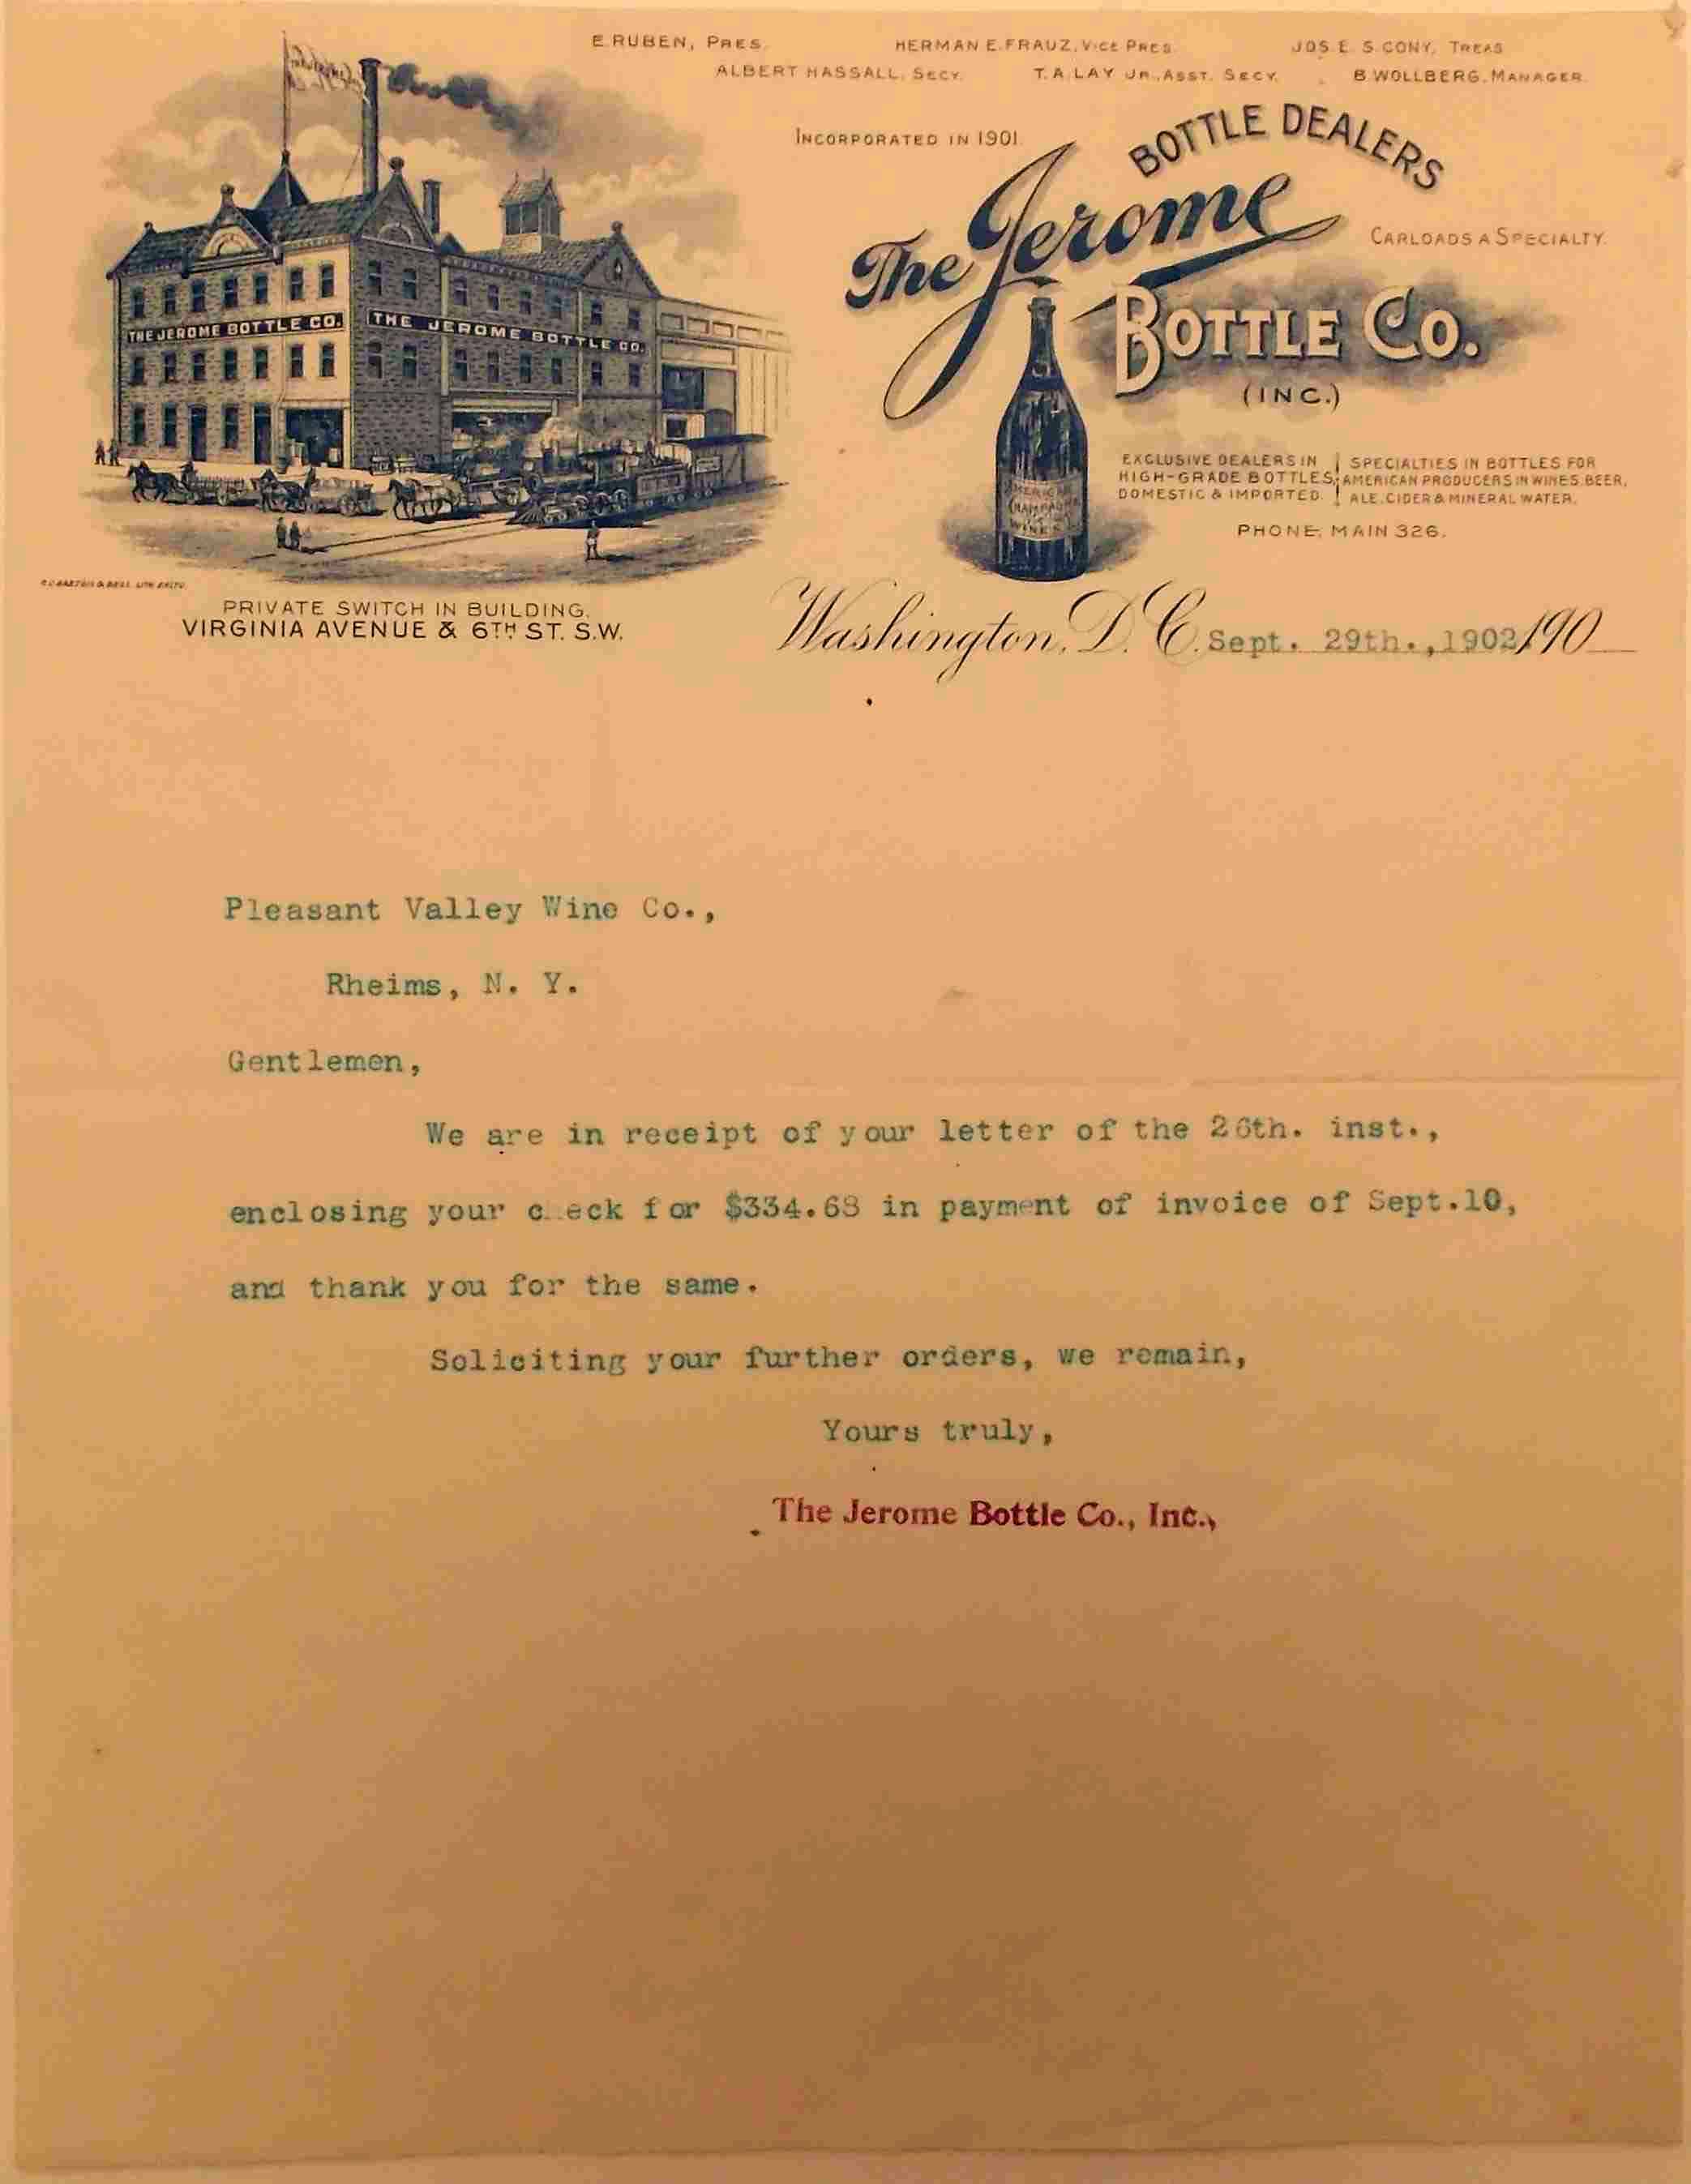 E. RUBEN, PRES.
HERMAN E. FRAUZ, VICE PRES.
JOS. E. S. CONY, TREAS.
ALBERT HASSALL, SECY.
T. A. LAY JR., ASST. SECY.
B. WOLLBERG, MANAGER.
INCORPORATED IN 1901.
BOTTLE DEALERS
The Jerome
CARLOADS A SPECIALTY.
BOTTLE CO.
(INC.)
THE JEROME BOTTLE CO.
THE JEROME BOTTLE CO.
EXCLUSIVE DEALERS IN
HIGH-GRADE BOTTLES,
DOMESTIC & IMPORTED.
SPECIALTIES IN BOTTLES FOR
AMERICAN PRODUCERS IN WINES, BEER,
ALE, CIDER & MINERAL WATER.
PHONE, MAIN 326.
PRIVATE SWITCH IN BUILDING.
VIRGINIA AVENUE & 6TH ST. S.W.
Washington, D. C. Sept. 29th., 1902 190
Pleasant Valley Wine Co.,
Rheims, N. Y.
Gentlemen,
We are in receipt of your letter of the 26th. inst.,
enclosing your check for $334.68 in payment of invoice of Sept.10,
and thank you for the same.
Soliciting your further orders, we remain,
Yours truly,
The Jerome Bottle Co., Inc.,